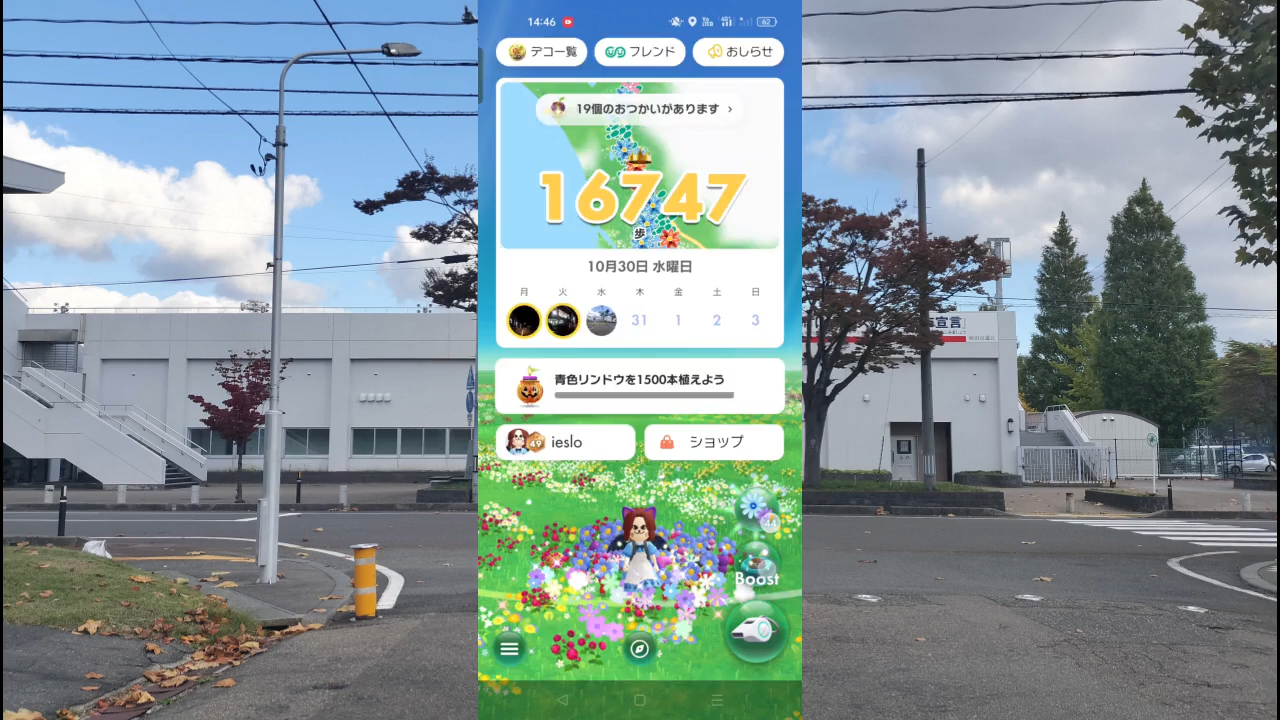 14:46
62
デコ一覧
フレンド
おしらせ
19個のおつかいがあります ›
16747
歩
10月30日 水曜日
月 火 水 木 金 土 日
31 1 2 3
青色リンドウを1500本植えよう
49 ieslo
ショップ
Boost
宣言